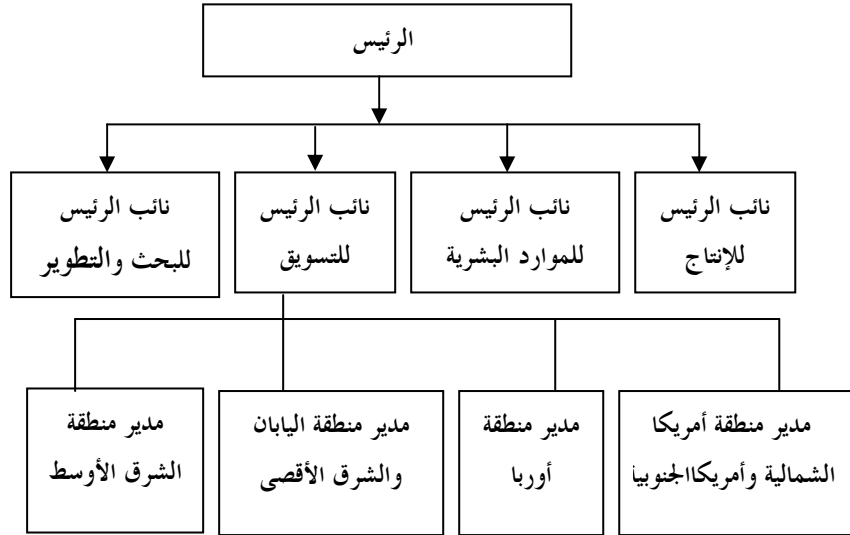 الرئيس
نائب الرئيس
للإنتاج
نائب الرئيس
للموارد البشرية
نائب الرئيس
للتسويق
نائب الرئيس
للبحث والتطوير
مدير منطقة أمريكا
الشمالية وأمريكاالجنوبية
مدير منطقة
أوربا
مدير منطقة اليابان
والشرق الأقصى
مدير منطقة
الشرق الأوسط